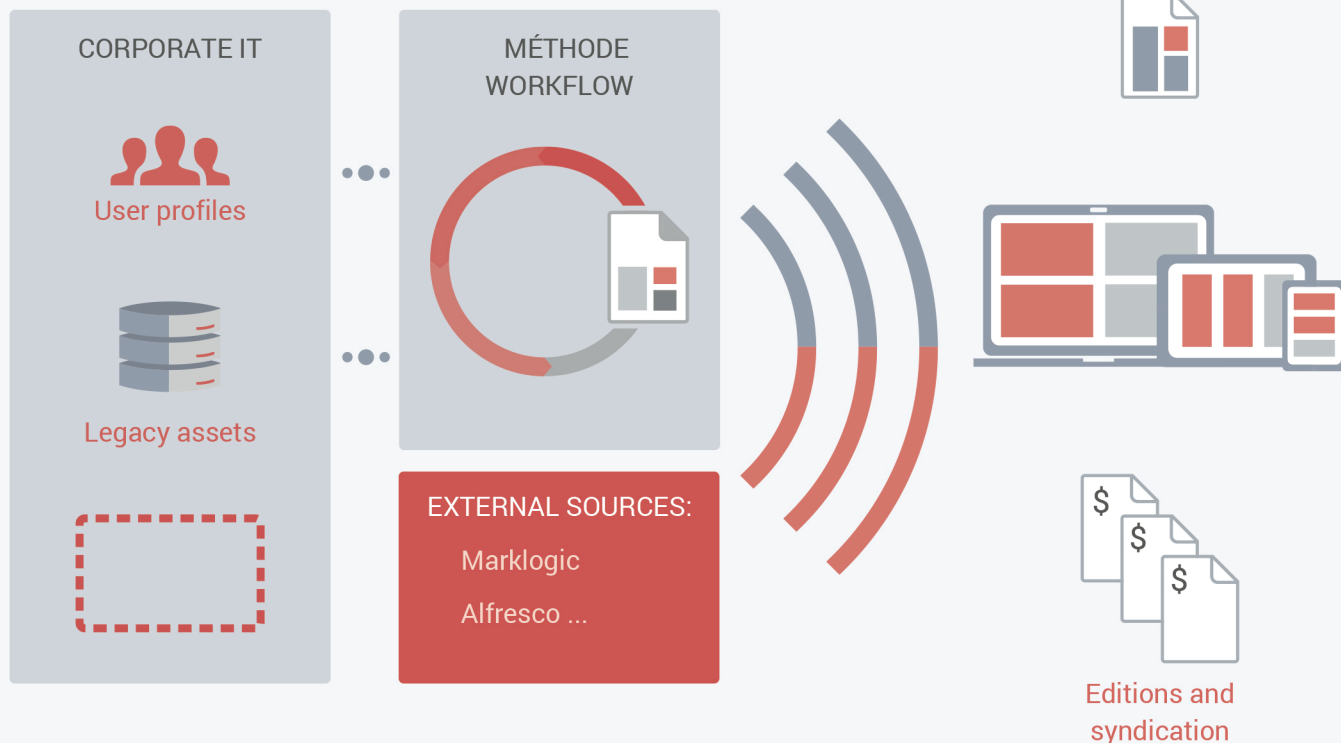 CORPORATE IT
User profiles
Legacy assets
MÉTHODE
WORKFLOW
EXTERNAL SOURCES:
Marklogic
Alfresco ...
$
$
$
Editions and
syndication